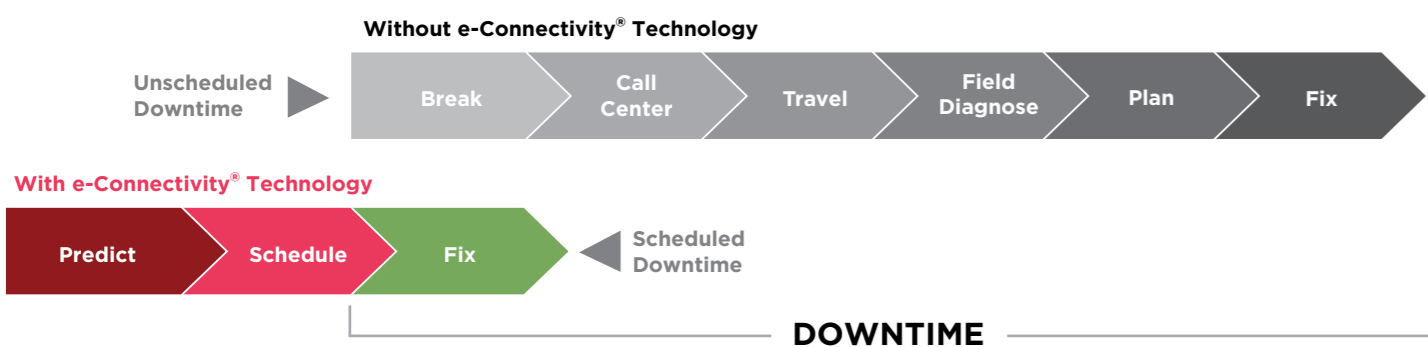 Without e-Connectivity® Technology
Unscheduled
Downtime
Break
Call
Center
Travel
Field
Diagnose
Plan
Fix
With e-Connectivity® Technology
Predict
Schedule
Fix
Scheduled
Downtime
DOWNTIME